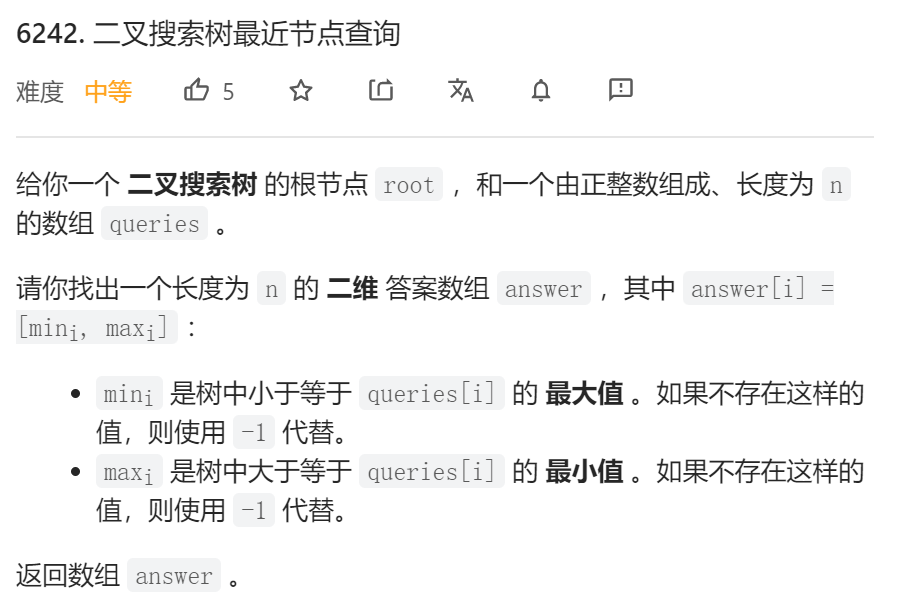 6242. 二叉搜索树最近节点查询
难度 中等 5
给你一个 二叉搜索树 的根节点 root ，和一个由正整数组成、长度为 n
的数组 queries 。
请你找出一个长度为 n 的 二维 答案数组 answer ，其中 answer[i] =
[mini, maxi] ：
• mini 是树中小于等于 queries[i] 的 最大值 。如果不存在这样的
值，则使用 -1 代替。
• maxi 是树中大于等于 queries[i] 的 最小值 。如果不存在这样的
值，则使用 -1 代替。
返回数组 answer 。